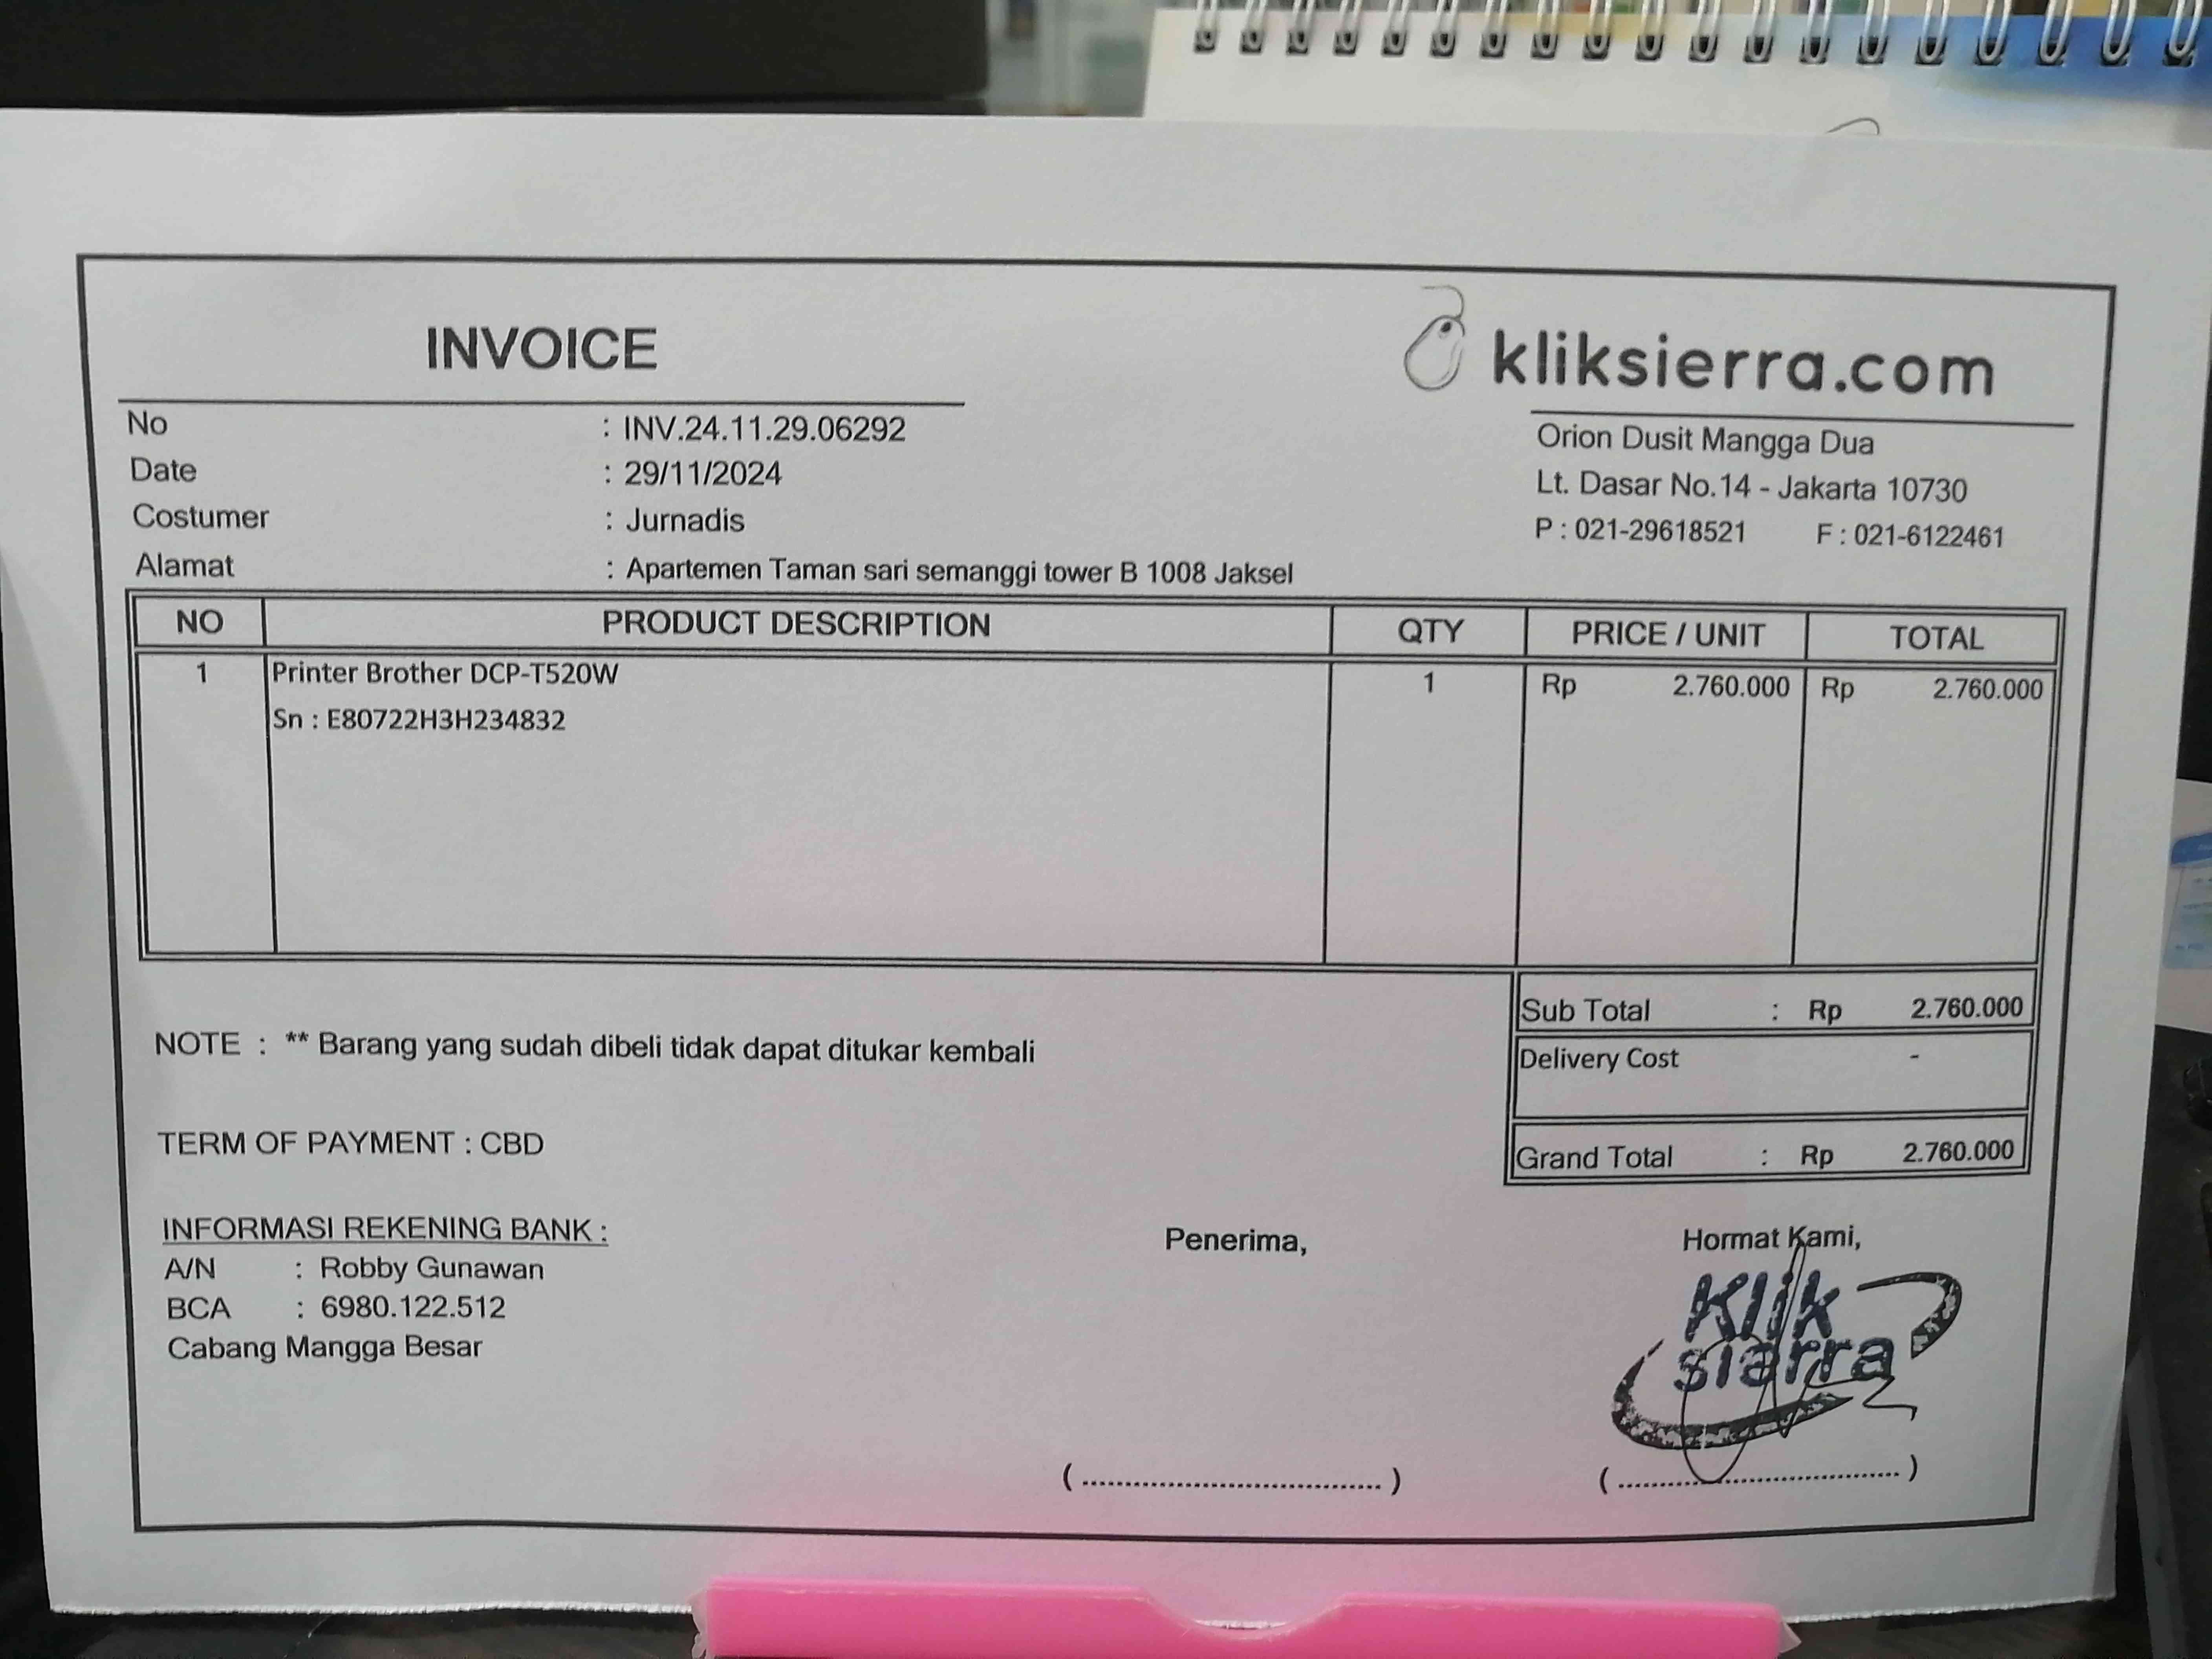 INVOICE
kliksierra.com
Orion Dusit Mangga Dua
Lt. Dasar No.14 - Jakarta 10730
P : 021-29618521 F : 021-6122461
No : INV.24.11.29.06292
Date : 29/11/2024
Costumer : Jurnadis
Alamat : Apartemen Taman sari semanggi tower B 1008 Jaksel
NO PRODUCT DESCRIPTION QTY PRICE / UNIT TOTAL
1 Printer Brother DCP-T520W 1 Rp 2.760.000 Rp 2.760.000
Sn : E80722H3H234832
Sub Total : Rp 2.760.000
NOTE : ** Barang yang sudah dibeli tidak dapat ditukar kembali
Delivery Cost -
TERM OF PAYMENT : CBD
Grand Total : Rp 2.760.000
INFORMASI REKENING BANK :
A/N : Robby Gunawan
BCA : 6980.122.512
Cabang Mangga Besar
Penerima,
Hormat Kami,
Klik
sierra
( .................................. )
( .................................. )